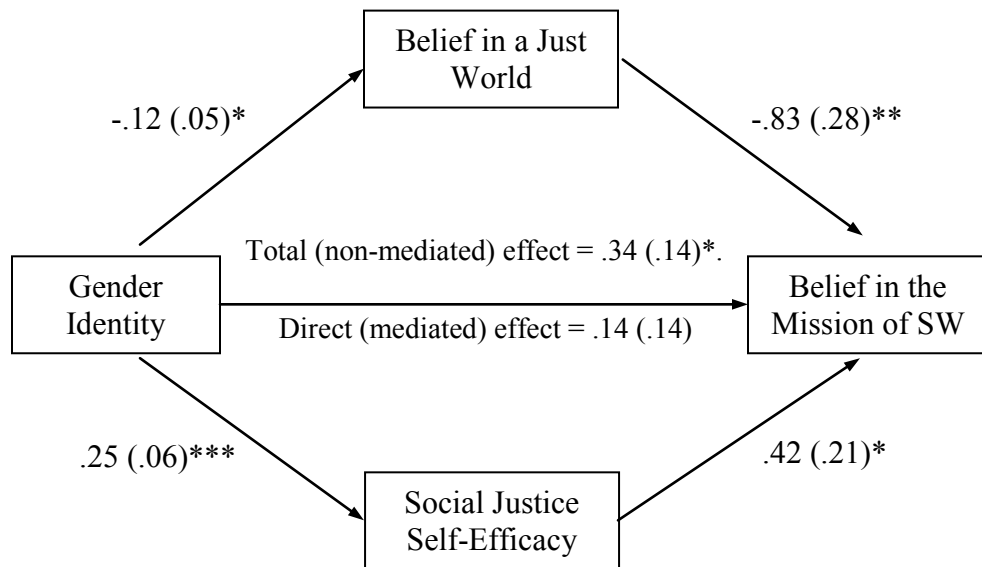 Belief in a Just
World
-.12 (.05)*
-.83 (.28)**
Total (non-mediated) effect = .34 (.14)*.
Gender
Identity
Belief in the
Mission of SW
Direct (mediated) effect = .14 (.14)
.25 (.06)***
.42 (.21)*
Social Justice
Self-Efficacy